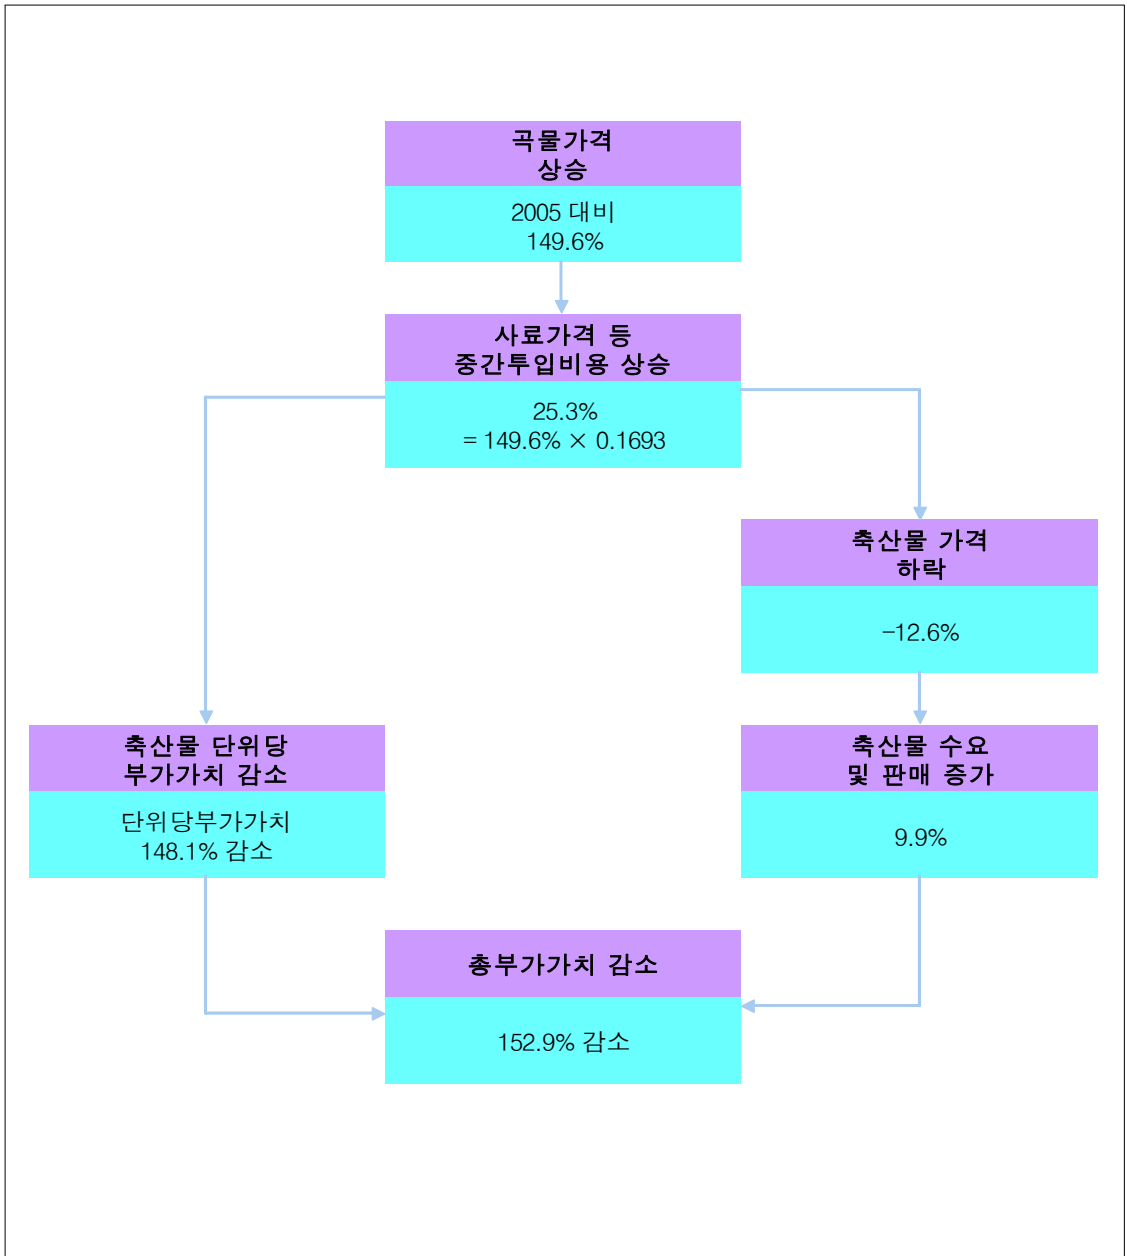 곡물가격
상승
2005 대비
149.6%
사료가격 등
중간투입비용 상승
25.3%
= 149.6% × 0.1693
축산물 가격
하락
-12.6%
축산물 단위당
부가가치 감소
단위당부가가치
148.1% 감소
축산물 수요
및 판매 증가
9.9%
총부가가치 감소
152.9% 감소